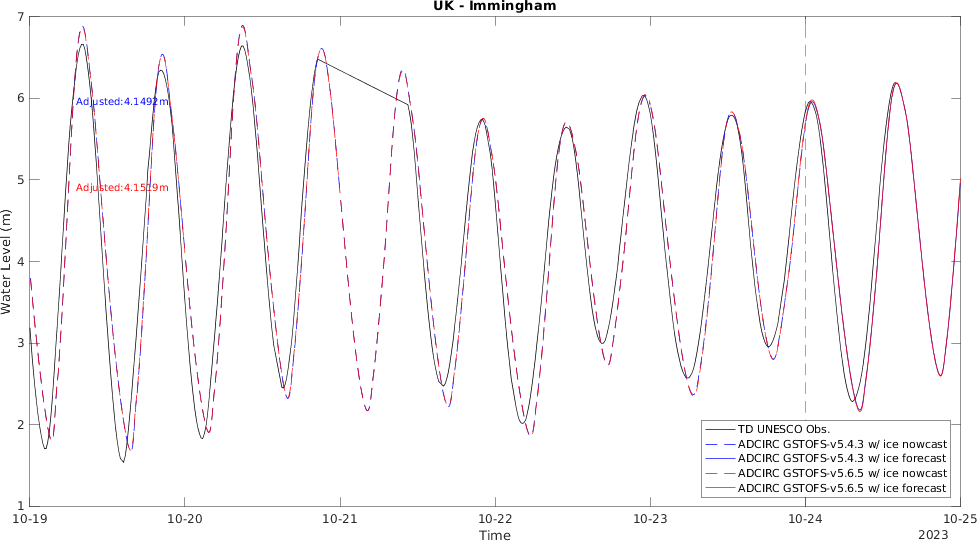 UK - Immingham
7
6
5
4
3
2
1
Water Level (m)
Adjusted:4.1492m
Adjusted:4.1519m
TD UNESCO Obs.
ADCIRC GSTOFS-v5.4.3 w/ ice nowcast
ADCIRC GSTOFS-v5.4.3 w/ ice forecast
ADCIRC GSTOFS-v5.6.5 w/ ice nowcast
ADCIRC GSTOFS-v5.6.5 w/ ice forecast
10-19 10-20 10-21 10-22 10-23 10-24 10-25
Time
2023